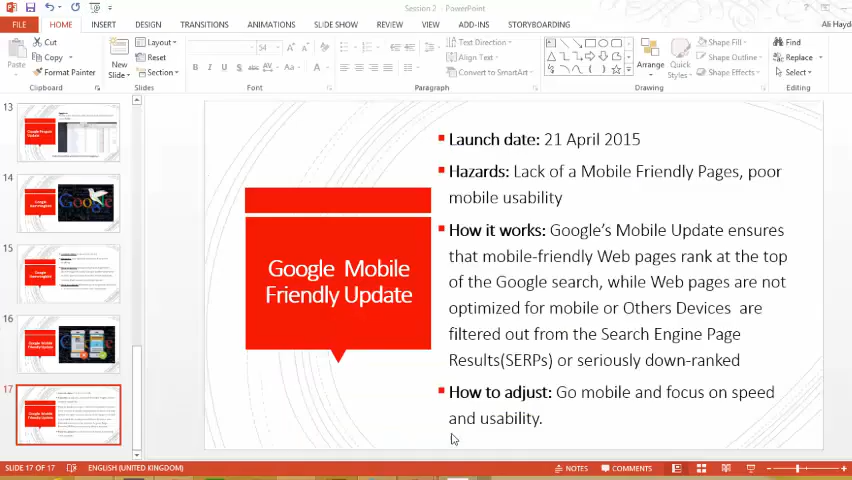 Session 2 - PowerPoint
FILE HOME INSERT DESIGN TRANSITIONS ANIMATIONS SLIDE SHOW REVIEW VIEW ADD-INS STORYBOARDING
Ali Hayd
Paste
Cut
Copy
Format Painter
Clipboard
New
Slide
Layout
Reset
Section
Slides
54
Font
Text Direction
Align Text
Convert to SmartArt
Paragraph
Arrange
Quick
Styles
Shape Fill
Shape Effects
Drawing
Find
Replace
Select
Editing
13
14
15
16
17
Google Mobile
Friendly Update
Launch date: 21 April 2015
Hazards: Lack of a Mobile Friendly Pages, poor
mobile usability
How it works: Google's Mobile Update ensures
that mobile-friendly Web pages rank at the top
of the Google search, while Web pages are not
optimized for mobile or Others Devices are
filtered out from the Search Engine Page
Results(SERPs) or seriously down-ranked
How to adjust: Go mobile and focus on speed
and usability.
SLIDE 17 OF 17
ENGLISH (UNITED KINGDOM)
NOTES
COMMENTS